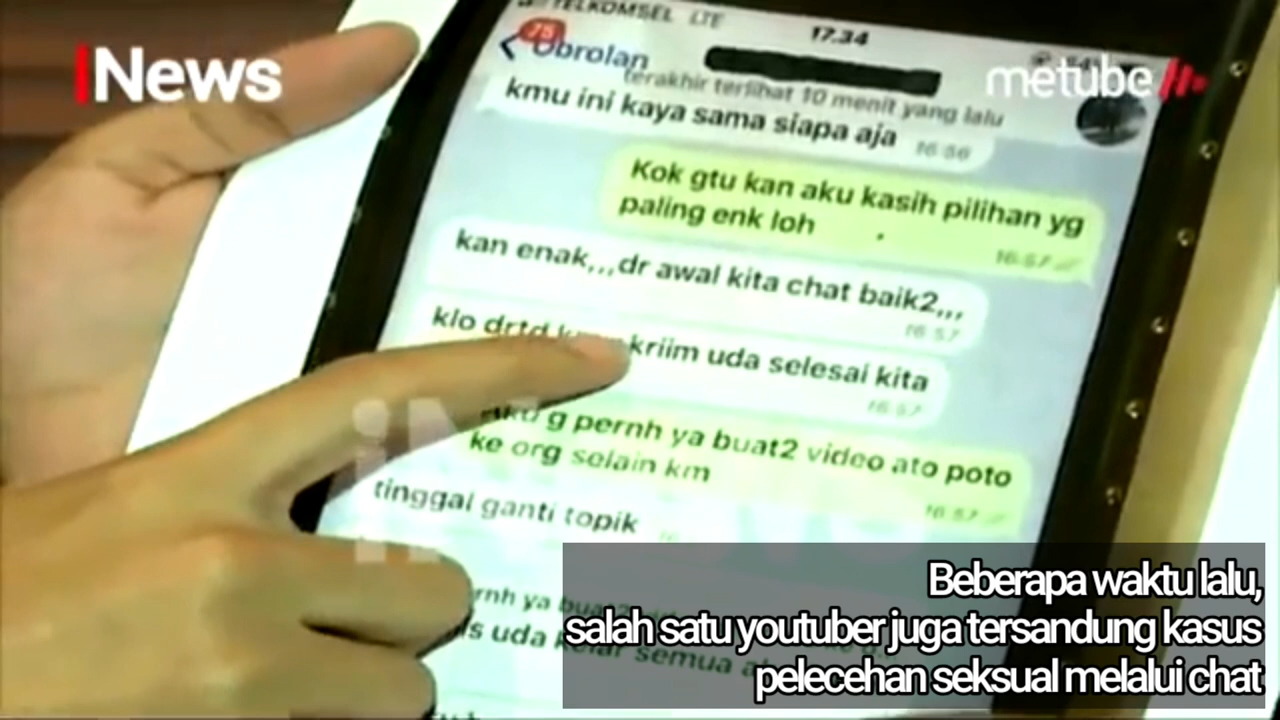 iNews
metube
TELKOMSEL LTE
17.34
75
Obrolan
terakhir terlihat 10 menit yang lalu
kmu ini kaya sama siapa aja
16:56
Kok gtu kan aku kasih pilihan yg
paling enk loh
16:57
kan enak,,,dr awal kita chat baik2,,,
16:57
klo drtd kriim uda selesai kita
16:57
Aku g pernh ya buat2 video ato poto
ke org selain km
16:57
tinggal ganti topik
Beberapa waktu lalu,
salah satu youtuber juga tersandung kasus
pelecehan seksual melalui chat